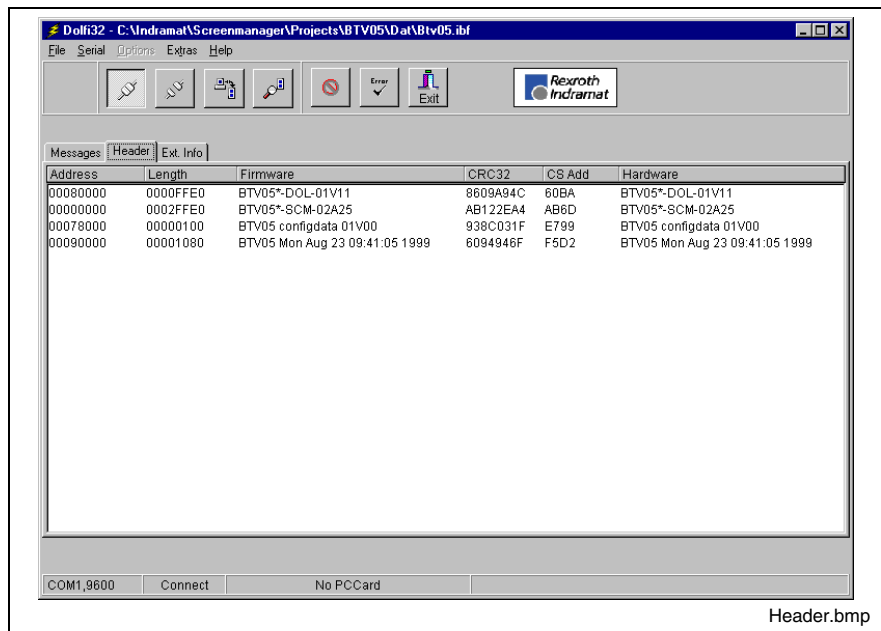 Dolfi32 - C:\Indramat\Screenmanager\Projects\BTV05\Dat\Btv05.ibf
File Serial Options Extras Help
Error
Exit
Rexroth
Indramat
Messages Header Ext. Info
Address Length Firmware CRC32 CS Add Hardware
00080000 0000FFE0 BTV05*-DOL-01V11 8609A94C 60BA BTV05*-DOL-01V11
00000000 0002FFE0 BTV05*-SCM-02A25 AB122EA4 AB6D BTV05*-SCM-02A25
00078000 00000100 BTV05 configdata 01V00 938C031F E799 BTV05 configdata 01V00
00090000 00001080 BTV05 Mon Aug 23 09:41:05 1999 6094946F F5D2 BTV05 Mon Aug 23 09:41:05 1999
COM1,9600 Connect No PCCard
Header.bmp